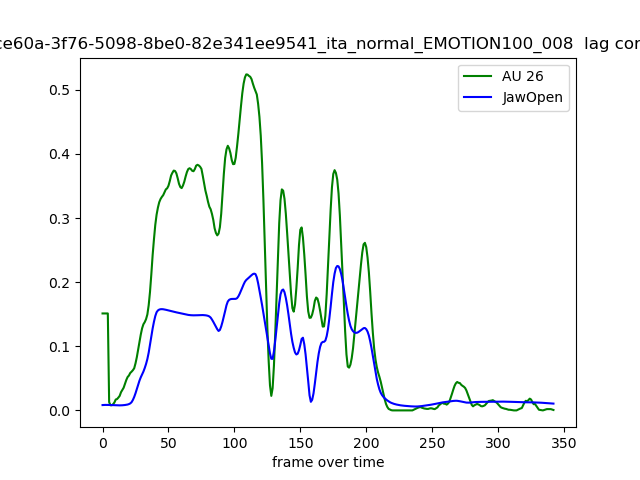 ce60a-3f76-5098-8be0-82e341ee9541_ita_normal_EMOTION100_008 lag cor
AU 26
JawOpen
0.5
0.4
0.3
0.2
0.1
0.0
0 50 100 150 200 250 300 350
frame over time